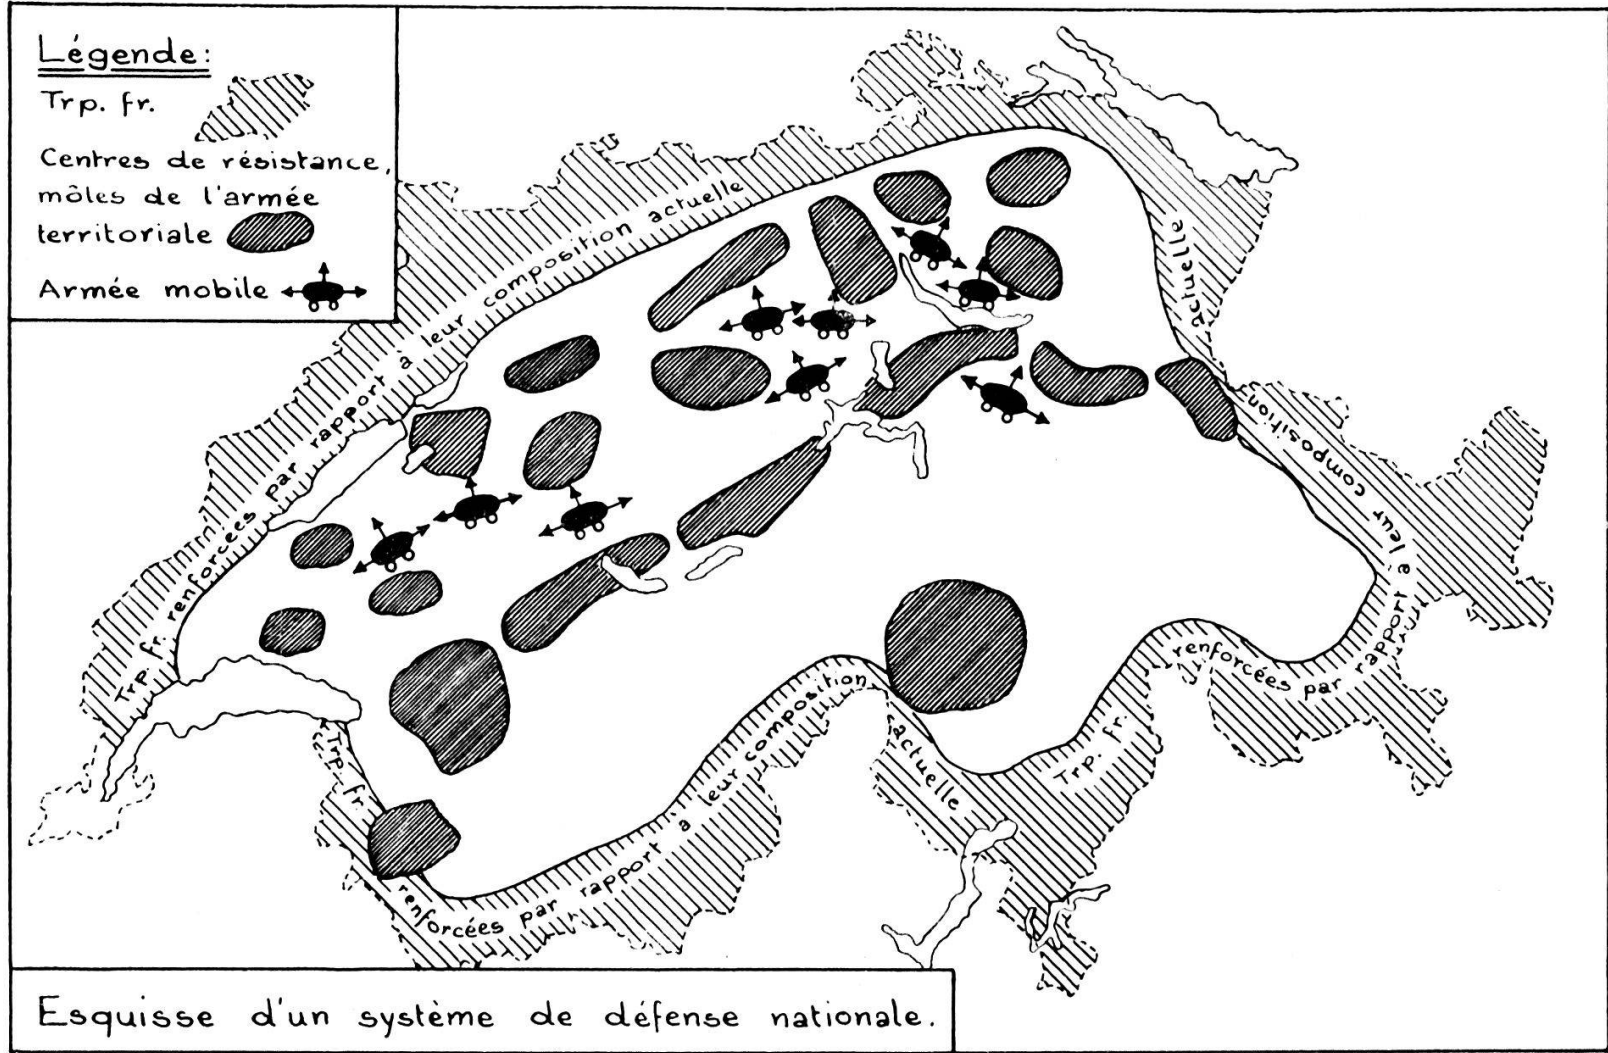 Légende:
Trp. fr.
Centres de résistance,
môles de l'armée
territoriale
Armée mobile
Trp. fr. renforcées par rapport à leur composition actuelle
Trp. fr. renforcées par rapport à leur composition actuelle
Trp. fr. renforcées par rapport à leur composition actuelle
Esquisse d'un système de défense nationale.